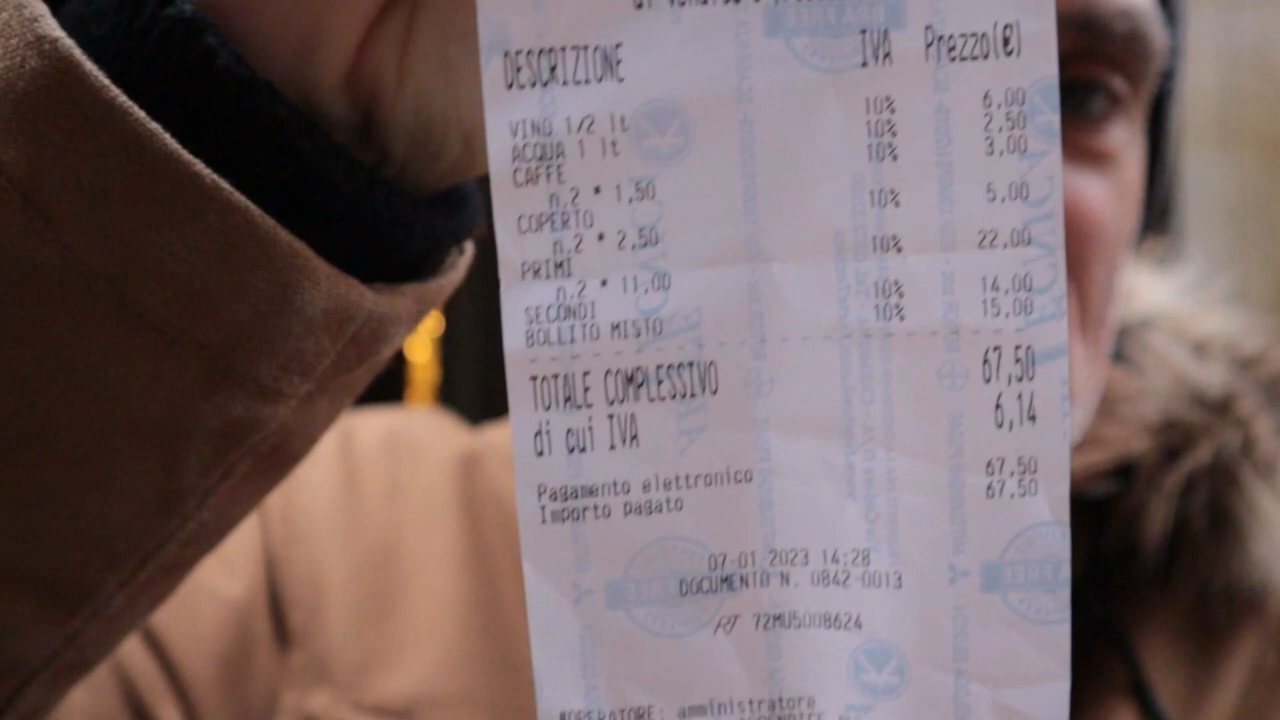 di vendita o
DESCRIZIONE IVA Prezzo(€)
VINO 1/2 lt 10% 6,00
ACQUA 1 lt 10% 2,50
CAFFE 10% 3,00
n.2 * 1,50
COPERTO 10% 5,00
n.2 * 2,50
PRIMI 10% 22,00
n.2 * 11,00
SECONDI 10% 14,00
BOLLITO MISTO 10% 15,00
TOTALE COMPLESSIVO 67,50
di cui IVA 6,14
Pagamento elettronico 67,50
Importo pagato 67,50
07-01-2023 14:28
DOCUMENTO N. 0842-0013
RT 72MU5008624
#OPERATORE: amministratore